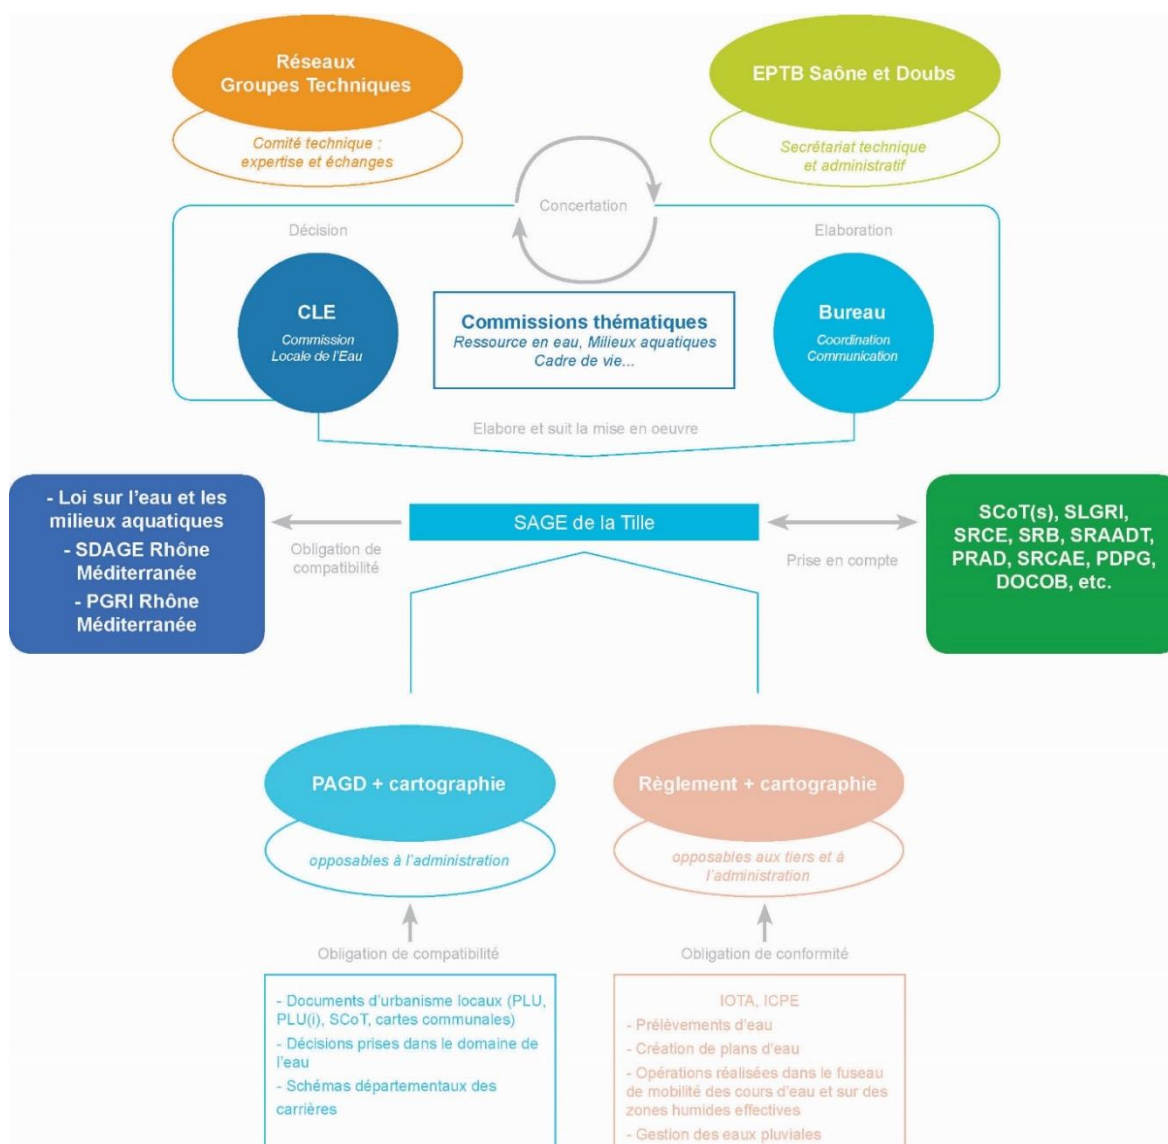 Réseaux
Groupes Techniques
Comité technique :
expertise et échanges
EPTB Saône et Doubs
Secrétariat technique
et administratif
Concertation
Décision
Elaboration
CLE
Commission
Locale de l'Eau
Commissions thématiques
Ressource en eau, Milieux aquatiques
Cadre de vie...
Bureau
Coordination
Communication
Elabore et suit la mise en oeuvre
- Loi sur l'eau et les
milieux aquatiques
- SDAGE Rhône
Méditerranée
- PGRI Rhône
Méditerranée
Obligation de
compatibilité
SAGE de la Tille
Prise en compte
SCoT(s), SLGRI,
SRCE, SRB, SRAADT,
PRAD, SRCAE, PDPG,
DOCOB, etc.
PAGD + cartographie
opposables à l'administration
Obligation de compatibilité
- Documents d'urbanisme locaux (PLU,
PLU(i), SCoT, cartes communales)
- Décisions prises dans le domaine de
l'eau
- Schémas départementaux des
carrières
Règlement + cartographie
opposables aux tiers et à
l'administration
Obligation de conformité
IOTA, ICPE
- Prélèvements d'eau
- Création de plans d'eau
- Opérations réalisées dans le fuseau
de mobilité des cours d'eau et sur des
zones humides effectives
- Gestion des eaux pluviales